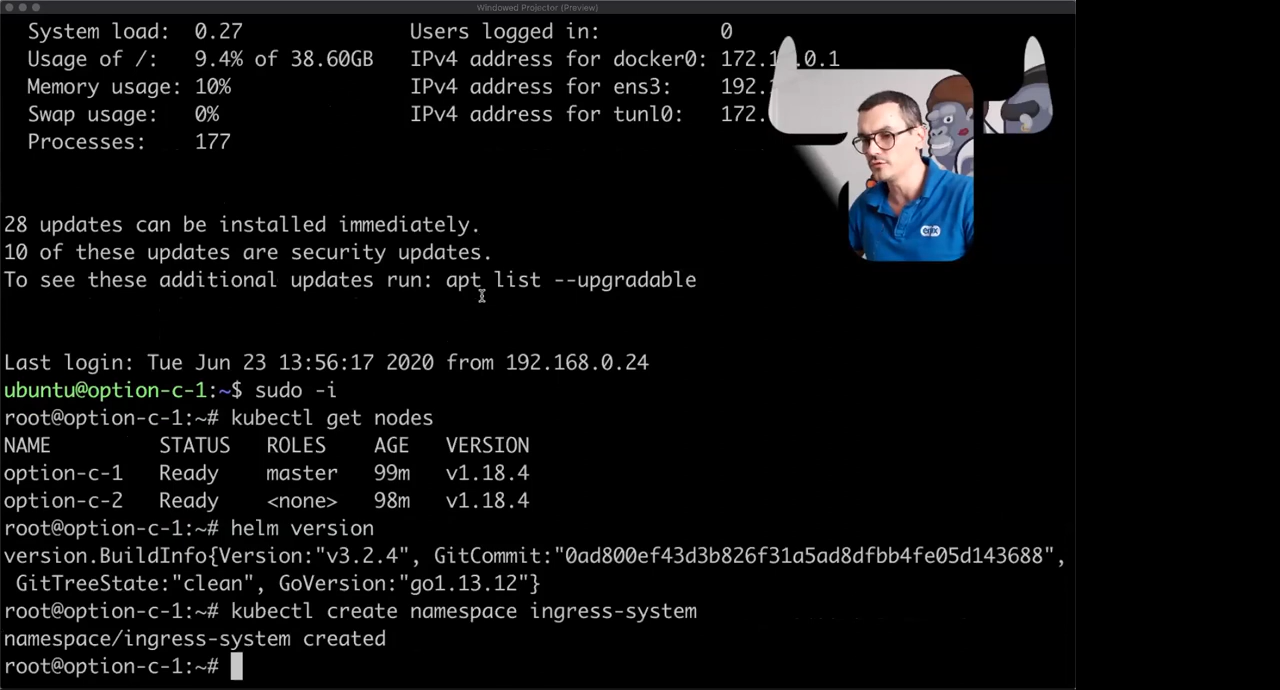 Windowed Projector (Preview)
System load: 0.27 Users logged in: 0
Usage of /: 9.4% of 38.60GB IPv4 address for docker0: 172.1 .0.1
Memory usage: 10% IPv4 address for ens3: 192.
Swap usage: 0% IPv4 address for tunl0: 172.
Processes: 177
28 updates can be installed immediately.
10 of these updates are security updates.
To see these additional updates run: apt list --upgradable
Last login: Tue Jun 23 13:56:17 2020 from 192.168.0.24
ubuntu@option-c-1:~$ sudo -i
root@option-c-1:~# kubectl get nodes
NAME STATUS ROLES AGE VERSION
option-c-1 Ready master 99m v1.18.4
option-c-2 Ready <none> 98m v1.18.4
root@option-c-1:~# helm version
version.BuildInfo{Version:"v3.2.4", GitCommit:"0ad800ef43d3b826f31a5ad8dfbb4fe05d143688",
GitTreeState:"clean", GoVersion:"go1.13.12"}
root@option-c-1:~# kubectl create namespace ingress-system
namespace/ingress-system created
root@option-c-1:~#